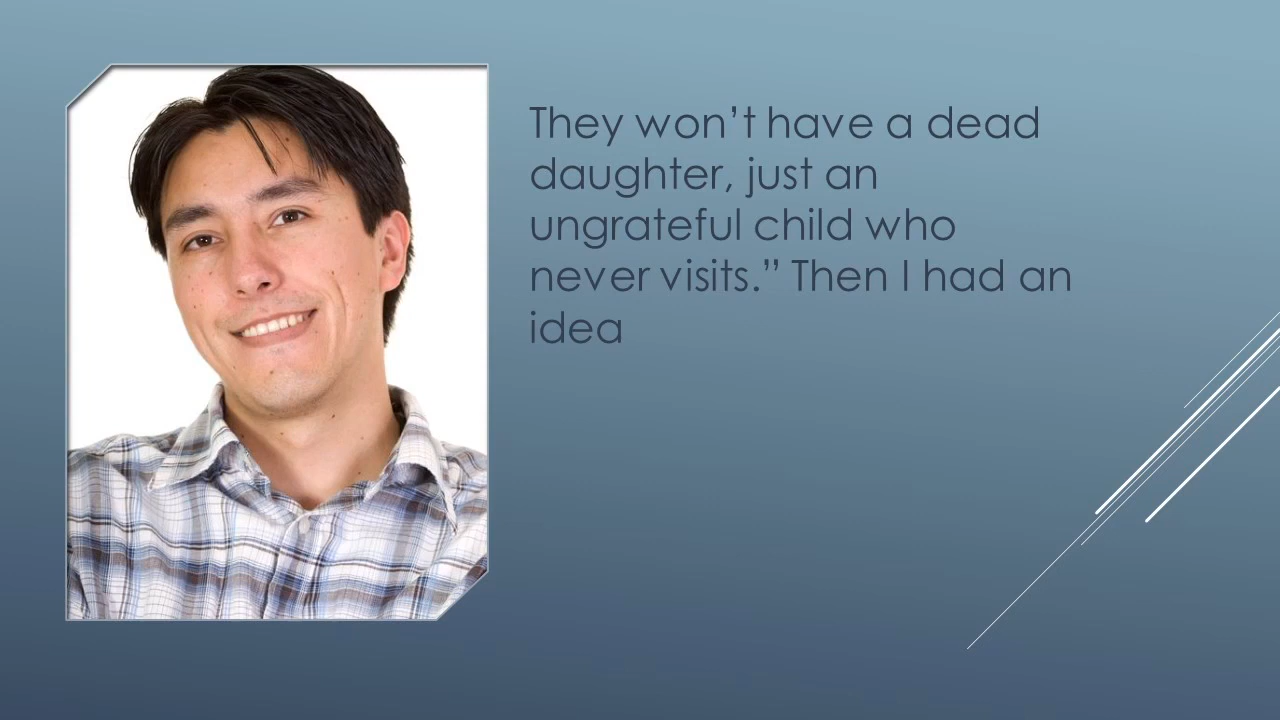 They won’t have a dead
daughter, just an
ungrateful child who
never visits.” Then I had an
idea